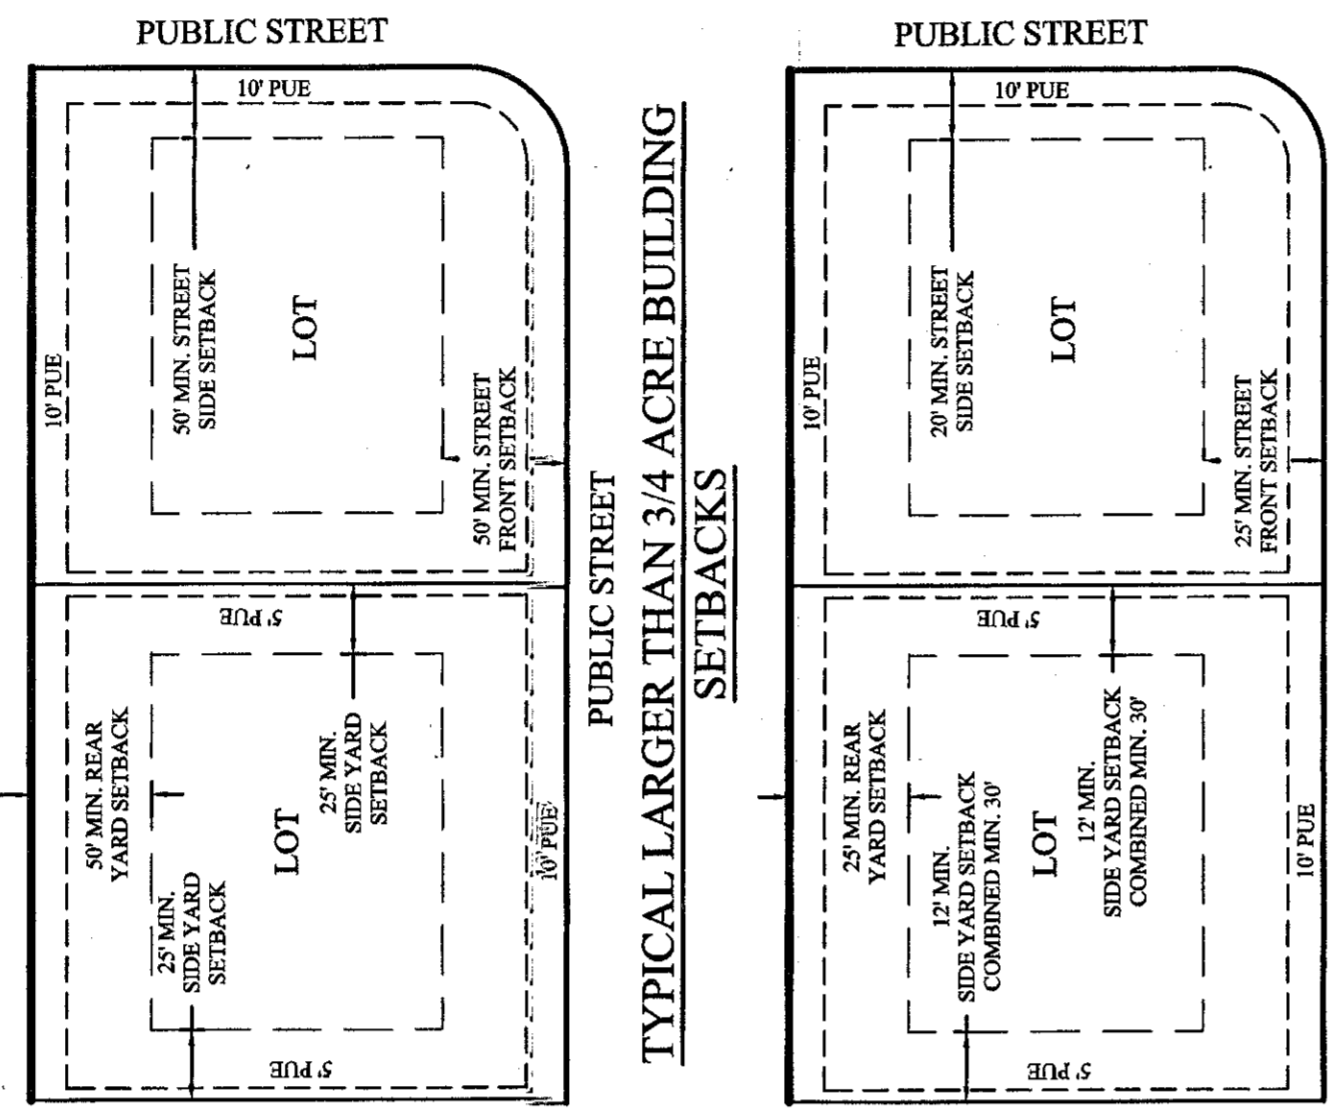 PUBLIC STREET
10' PUE
10' PUE
50' MIN. STREET
SIDE SETBACK
LOT
50' MIN. STREET
FRONT SETBACK
5' PUE
50' MIN. REAR
YARD SETBACK
25' MIN.
SIDE YARD
SETBACK
LOT
25' MIN.
SIDE YARD
SETBACK
10' PUE
5' PUE
PUBLIC STREET
TYPICAL LARGER THAN 3/4 ACRE BUILDING
SETBACKS
PUBLIC STREET
10' PUE
10' PUE
20' MIN. STREET
SIDE SETBACK
LOT
25' MIN. STREET
FRONT SETBACK
5' PUE
25' MIN. REAR
YARD SETBACK
12' MIN.
SIDE YARD SETBACK
COMBINED MIN. 30'
LOT
12' MIN.
SIDE YARD SETBACK
COMBINED MIN. 30'
10' PUE
5' PUE